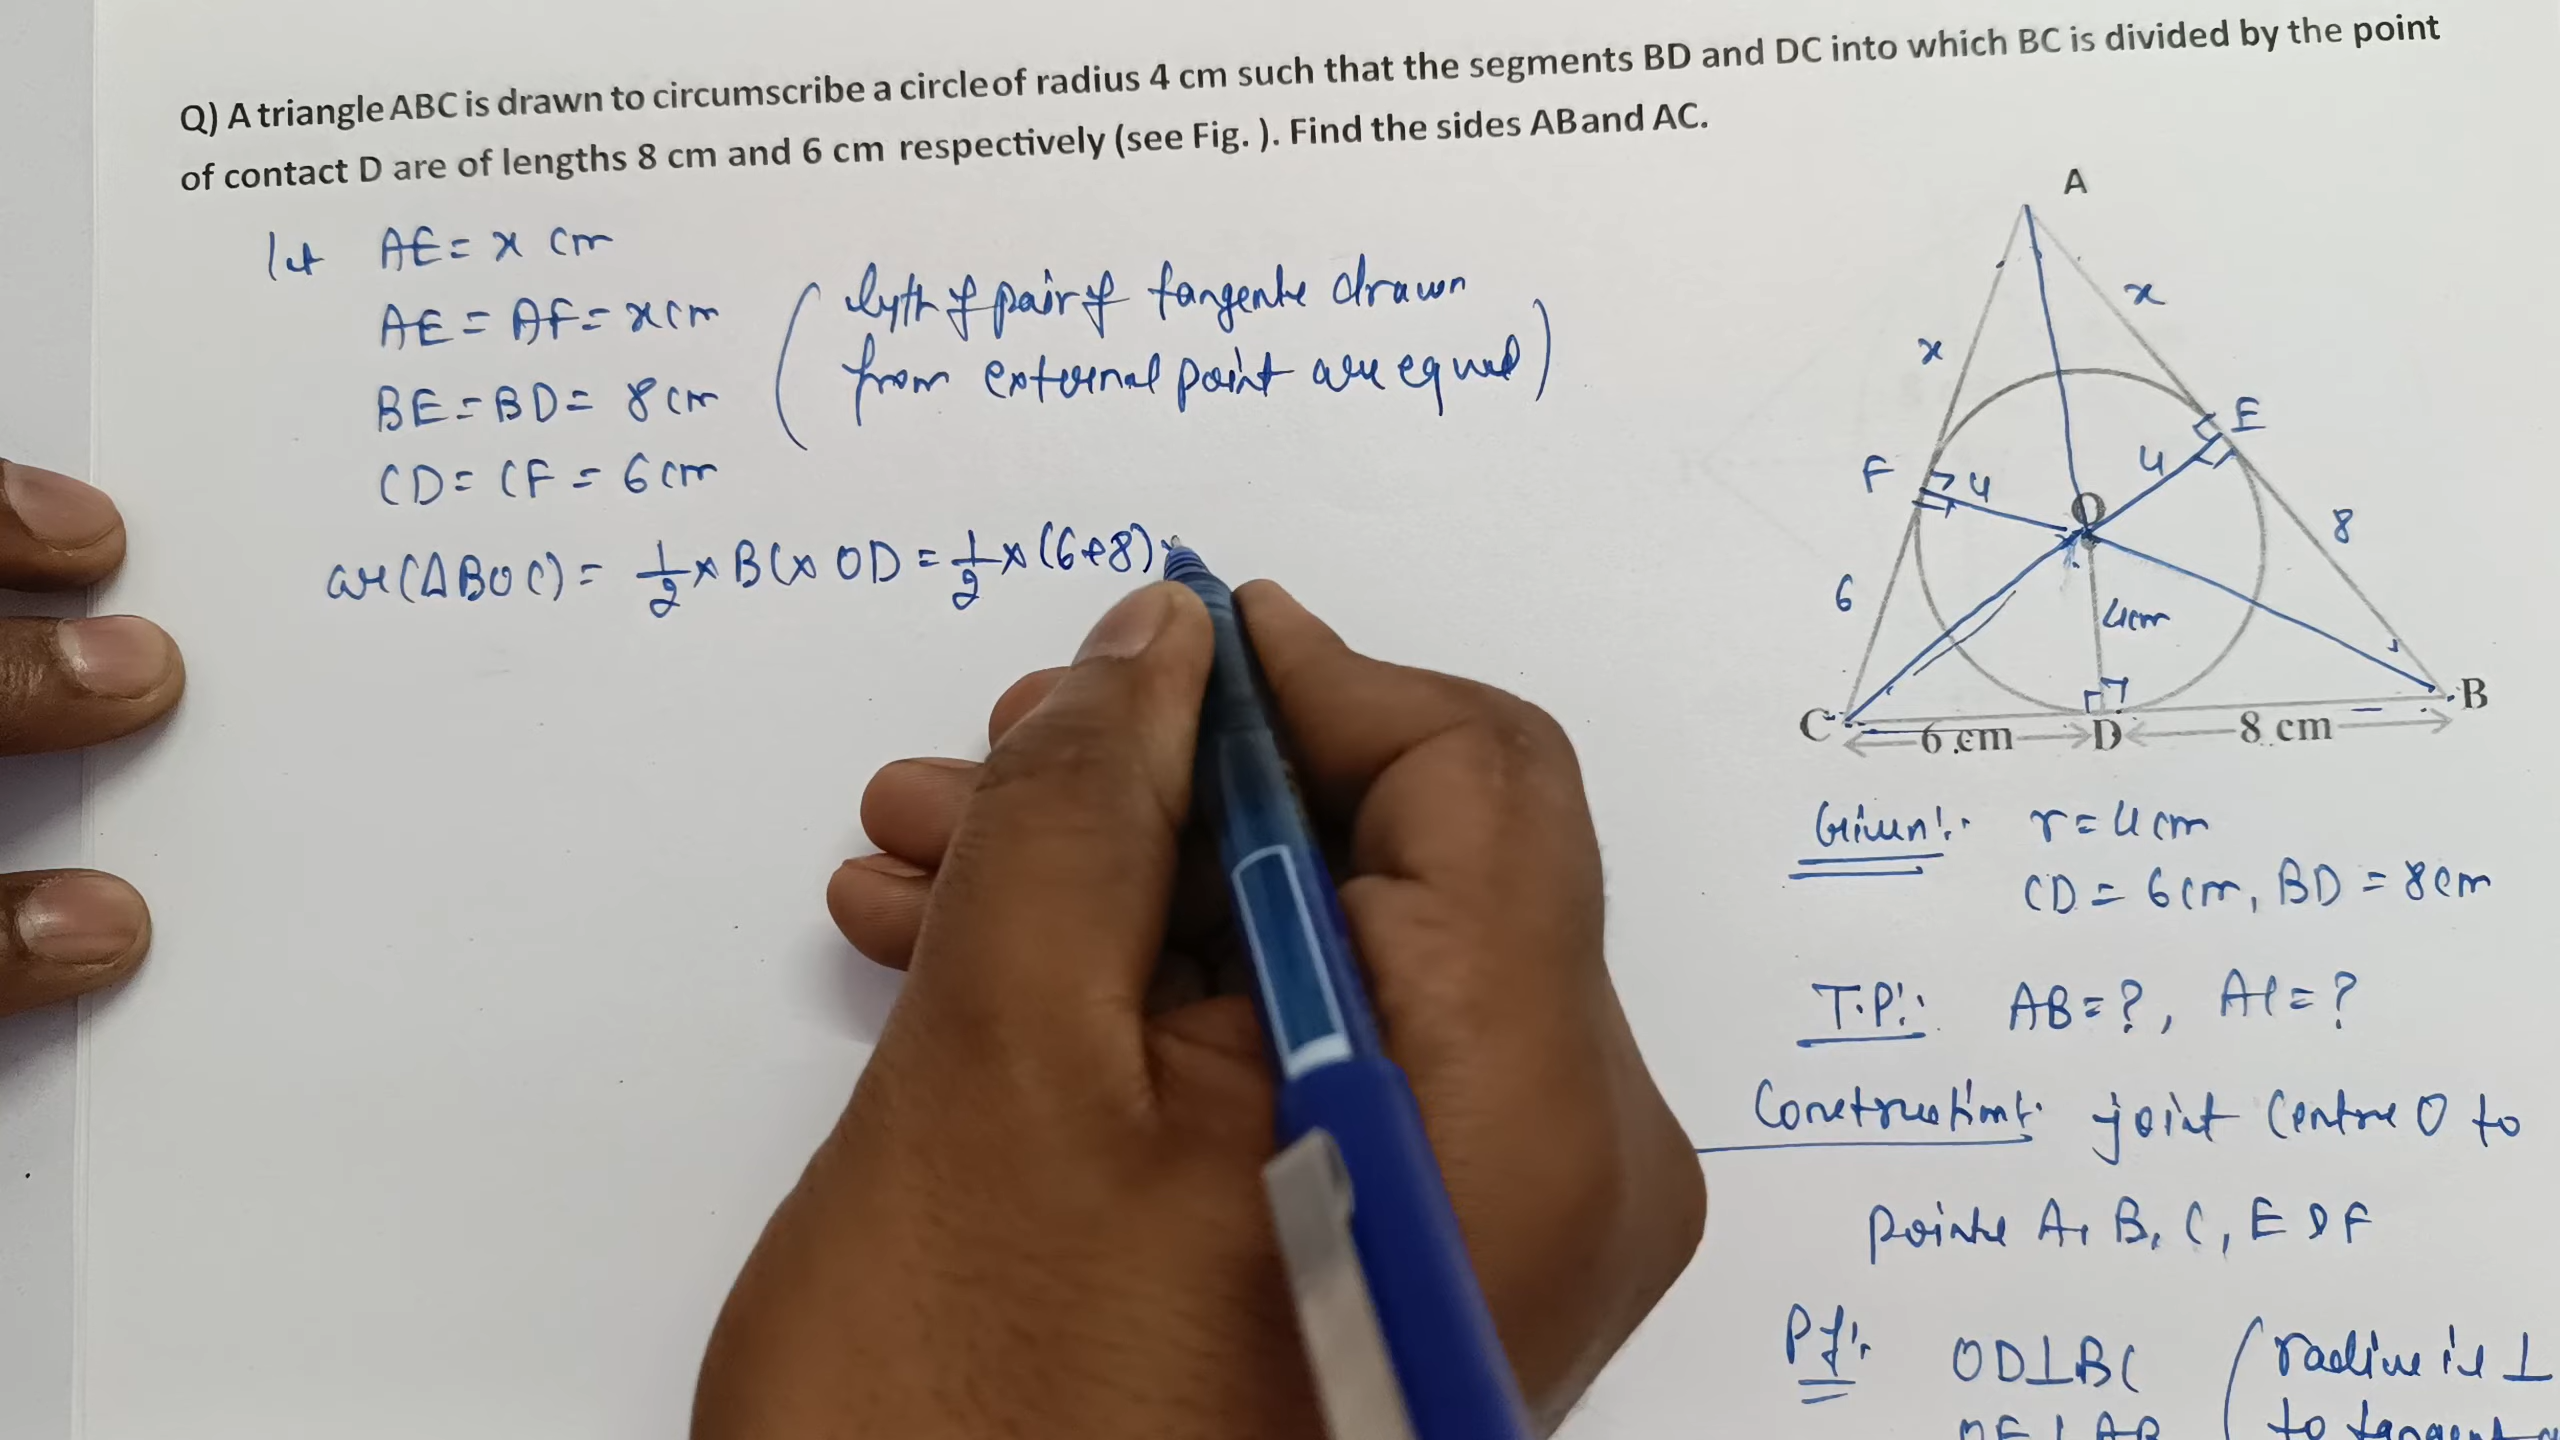 Q) A triangle ABC is drawn to circumscribe a circle of radius 4 cm such that the segments BD and DC into which BC is divided by the point
of contact D are of lengths 8 cm and 6 cm respectively (see Fig. ). Find the sides AB and AC.
let AE = x cm
AE = AF = x cm
BE = BD = 8 cm
CD = CF = 6 cm
(pair of tangents drawn
from external point are equal)
ar(ΔBOC) = 1/2 × BC × OD = 1/2 × (6+8) ×
A
x
x
E
F
4
4
O
8
6
4cm
C
B
6 cm
D
8 cm
Given:- r = 4 cm
CD = 6 cm, BD = 8 cm
T.P:- AB = ?, AC = ?
Construction:- joint Centre O to
points A, B, C, E & F
Pf:- OD⊥BC (radius is ⊥
OE⊥AB to tangent